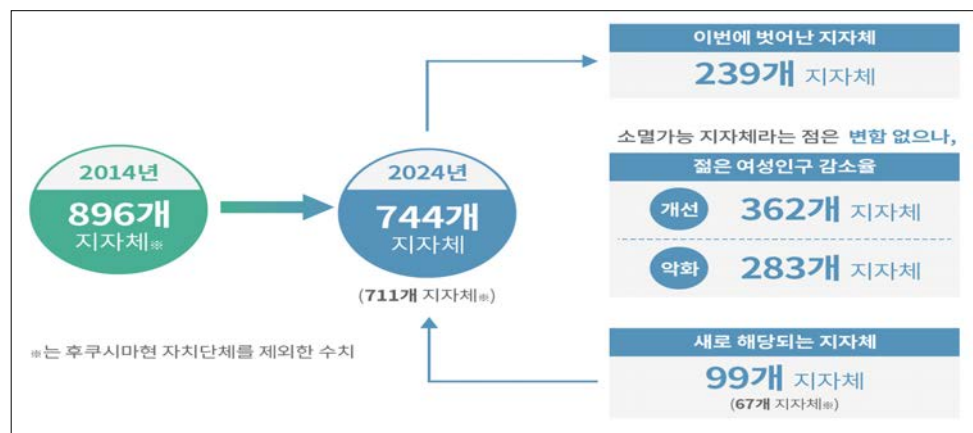 이번에 벗어난 지자체
239개 지자체
소멸가능 지자체라는 점은 변함 없으나,
젊은 여성인구 감소율
개선 362개 지자체
악화 283개 지자체
2014년
896개
지자체※
2024년
744개
지자체
(711개 지자체※)
※는 후쿠시마현 자치단체를 제외한 수치
새로 해당되는 지자체
99개 지자체
(67개 지자체※)